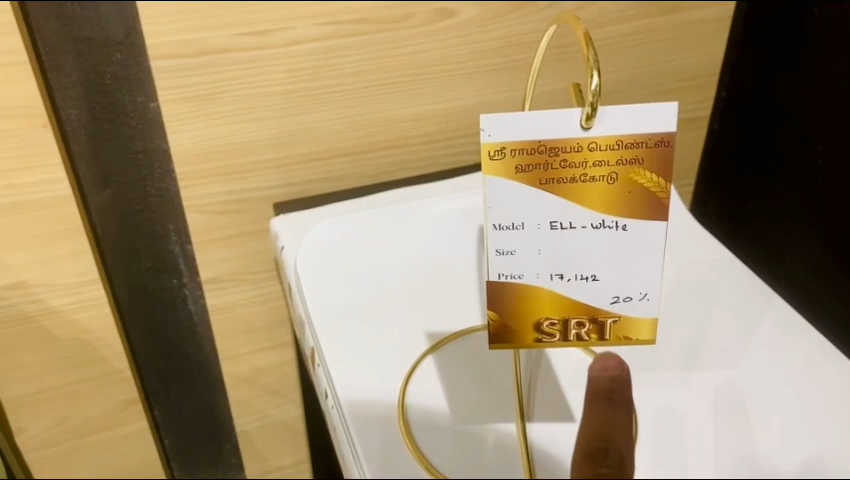 ஸ்ரீ ராமஜெயம் பெயிண்ட்ஸ்,
ஹார்ட்வேர்,டைல்ஸ்
பாலக்கோடு
Model : ELL - White
Size :
Price : 17,142
20%
SRT